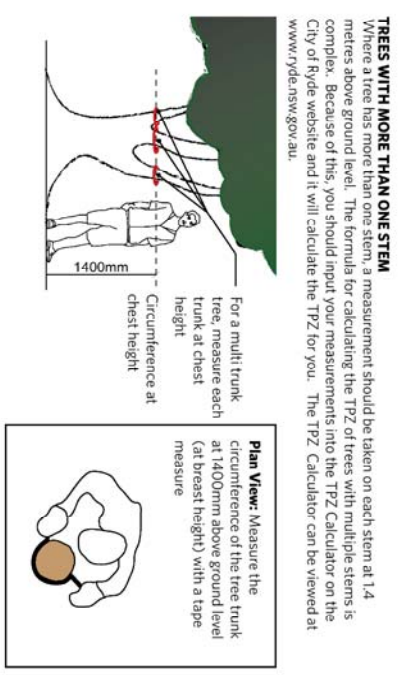 TREES WITH MORE THAN ONE STEM
Where a tree has more than one stem, a measurement should be taken on each stem at 1.4
metres above ground level. The formula for calculating the TPZ of trees with multiple stems is
complex. Because of this, you should input your measurements into the TPZ Calculator on the
City of Ryde website and it will calculate the TPZ for you. The TPZ Calculator can be viewed at
www.ryde.nsw.gov.au.
For a multi trunk
tree, measure each
trunk at chest
height
Circumference at
chest height
1400mm
Plan View: Measure the
circumference of the tree trunk
at 1400mm above ground level
(at breast height) with a tape
measure